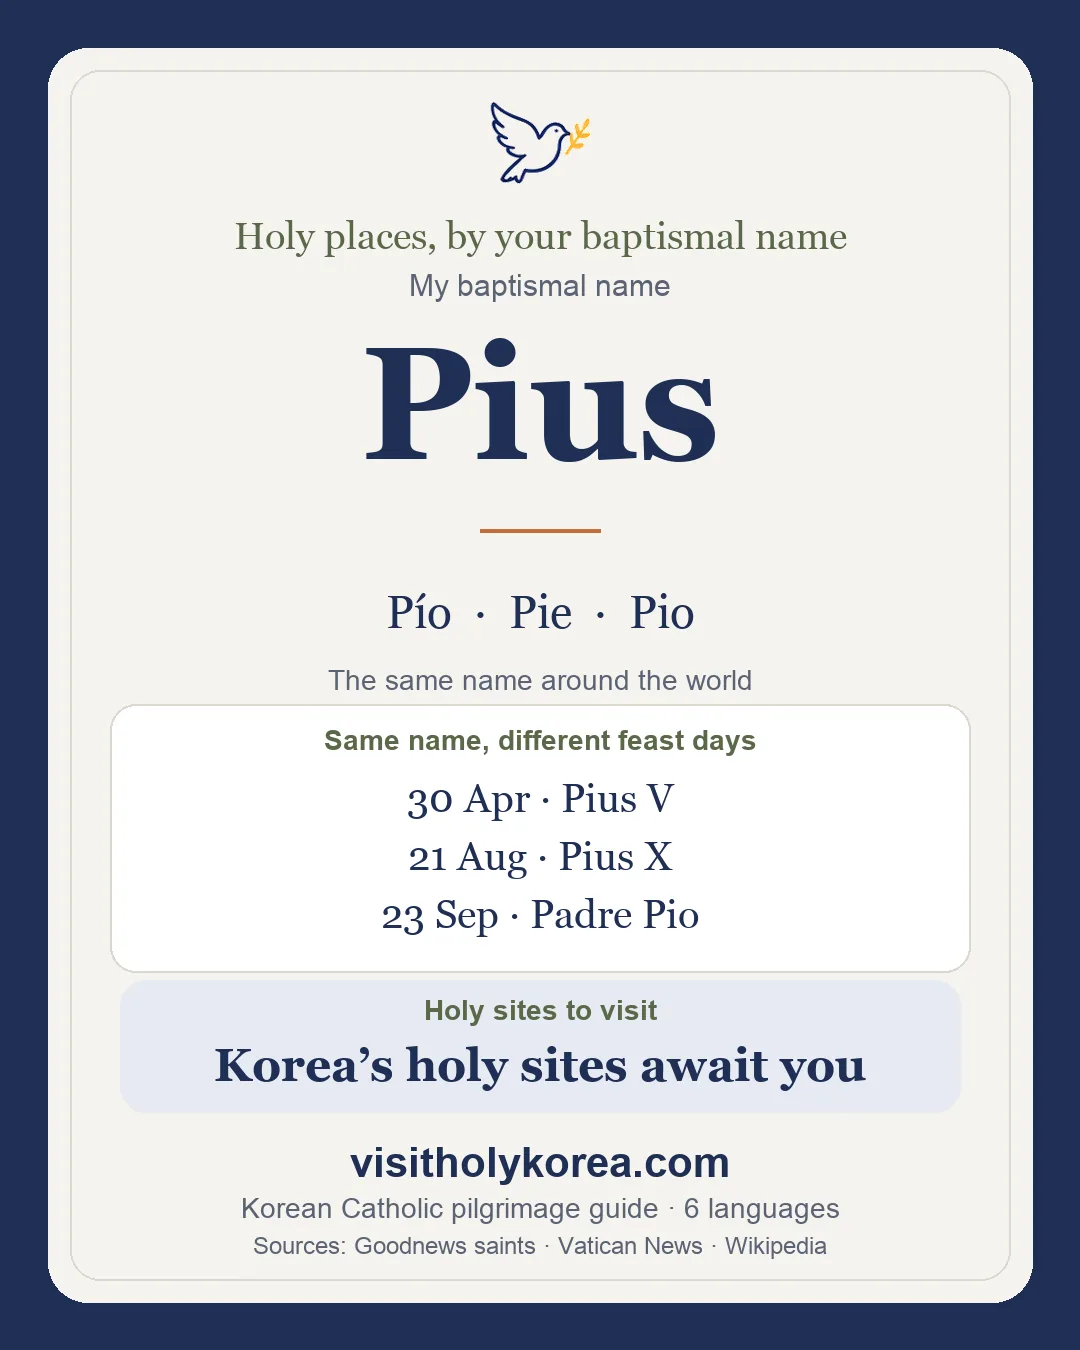 Holy places, by your baptismal name
My baptismal name
Pius
Pío · Pie · Pio
The same name around the world
Same name, different feast days
30 Apr · Pius V
21 Aug · Pius X
23 Sep · Padre Pio
Holy sites to visit
Korea’s holy sites await you
visitholykorea.com
Korean Catholic pilgrimage guide · 6 languages
Sources: Goodnews saints · Vatican News · Wikipedia